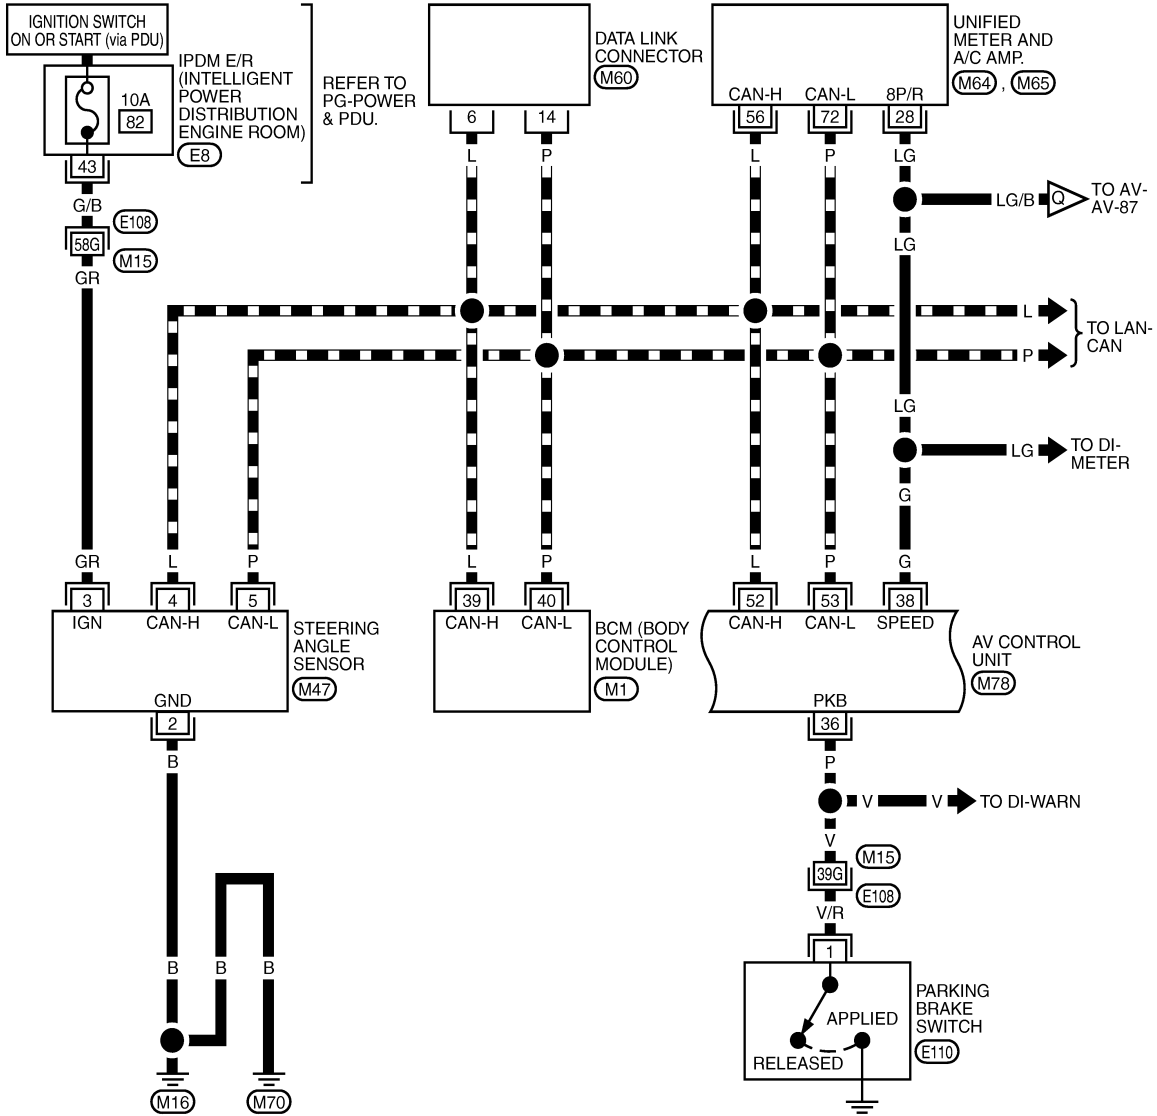 IGNITION SWITCH
ON OR START (via PDU)
IPDM E/R
(INTELLIGENT
POWER
DISTRIBUTION
ENGINE ROOM)
E8
10A
82
43
REFER TO
PG-POWER
& PDU.
DATA LINK
CONNECTOR
M60
6
14
UNIFIED
METER AND
A/C AMP.
M64 , M65
CAN-H
CAN-L
8P/R
56
72
28
L
P
L
P
LG
G/B
E108
58G
M15
GR
LG/B
Q
TO AV-
AV-87
LG
L
P
TO LAN-
CAN
LG
LG
TO DI-
METER
G
GR
L
P
L
P
L
P
G
3
4
5
39
40
52
53
38
IGN
CAN-H
CAN-L
CAN-H
CAN-L
CAN-H
CAN-L
SPEED
STEERING
ANGLE
SENSOR
M47
BCM (BODY
CONTROL
MODULE)
M1
AV CONTROL
UNIT
M78
GND
2
PKB
36
B
P
V
V
TO DI-WARN
V
M15
39G
E108
V/R
B
B
B
1
PARKING
BRAKE
SWITCH
E110
APPLIED
RELEASED
M16
M70